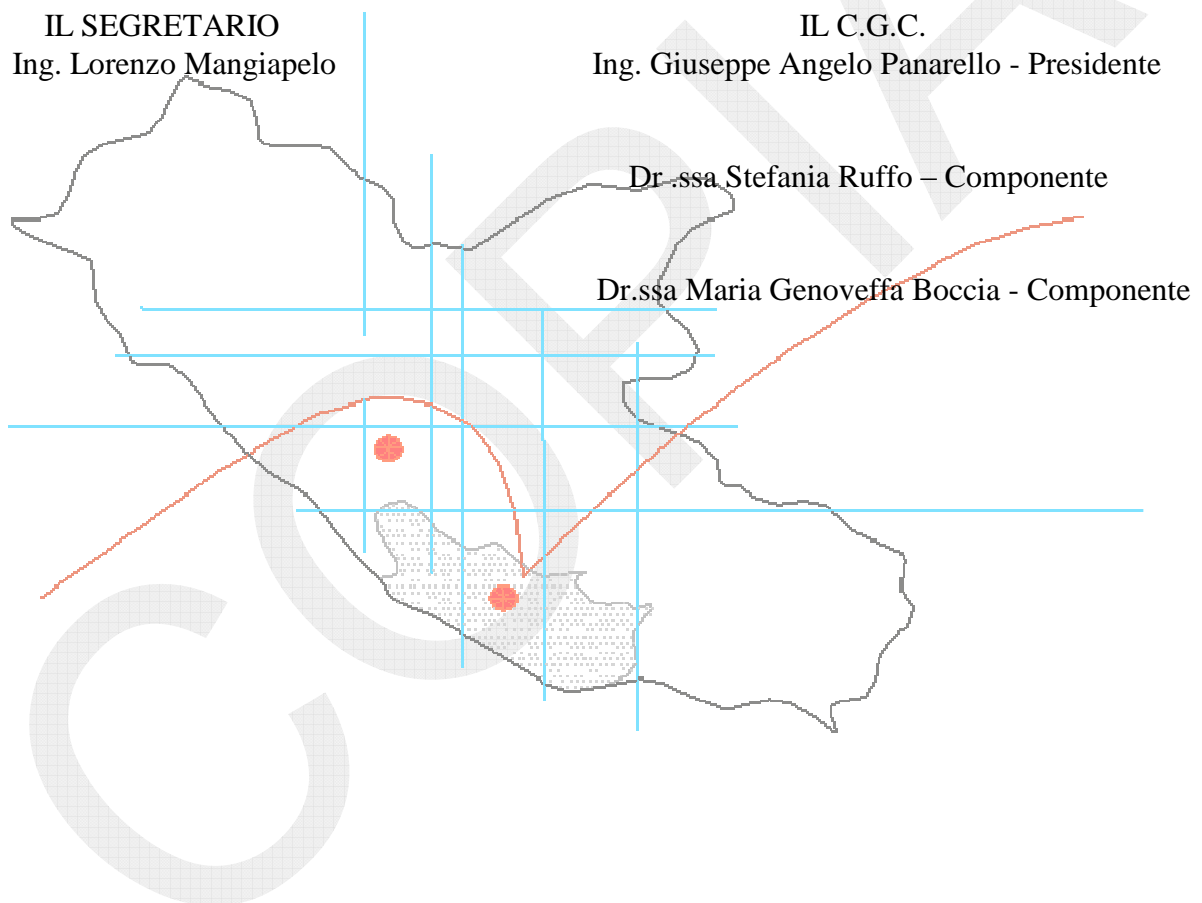 IL SEGRETARIO
Ing. Lorenzo Mangiapelo
IL C.G.C.
Ing. Giuseppe Angelo Panarello - Presidente
Dr .ssa Stefania Ruffo – Componente
Dr.ssa Maria Genoveffa Boccia - Componente
COPIA